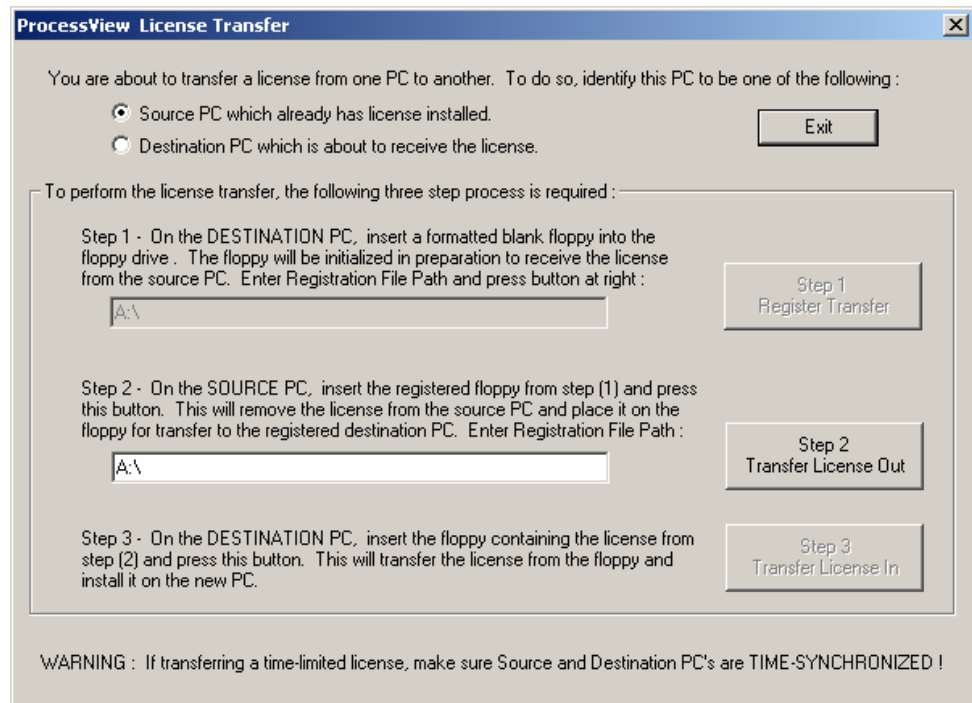 ProcessView License Transfer
You are about to transfer a license from one PC to another. To do so, identify this PC to be one of the following :
Source PC which already has license installed.
Destination PC which is about to receive the license.
Exit
To perform the license transfer, the following three step process is required :
Step 1 - On the DESTINATION PC, insert a formatted blank floppy into the
floppy drive . The floppy will be initialized in preparation to receive the license
from the source PC. Enter Registration File Path and press button at right :
A:\
Step 1
Register Transfer
Step 2 - On the SOURCE PC, insert the registered floppy from step (1) and press
this button. This will remove the license from the source PC and place it on the
floppy for transfer to the registered destination PC. Enter Registration File Path :
A:\
Step 2
Transfer License Out
Step 3 - On the DESTINATION PC, insert the floppy containing the license from
step (2) and press this button. This will transfer the license from the floppy and
install it on the new PC.
Step 3
Transfer License In
WARNING : If transferring a time-limited license, make sure Source and Destination PC's are TIME-SYNCHRONIZED !